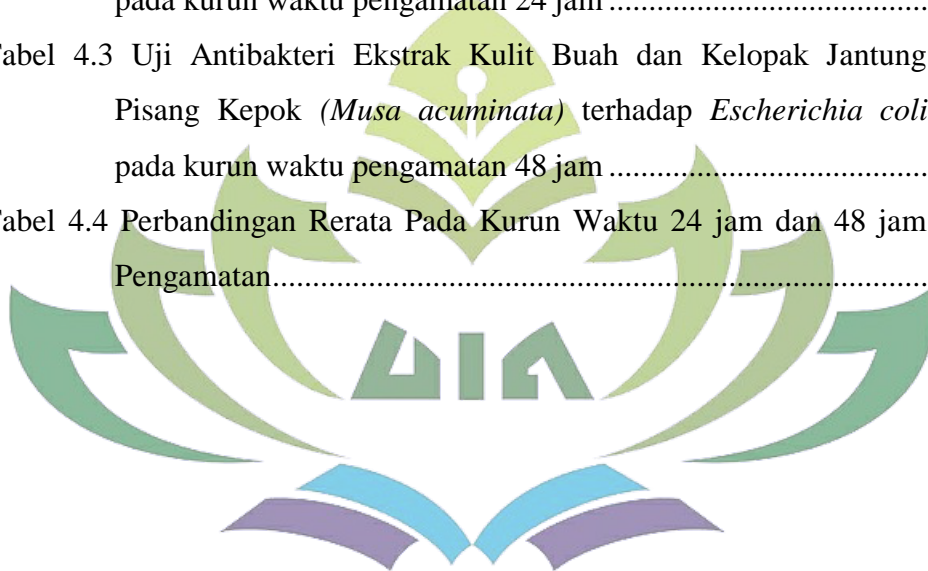 pada kurun waktu pengamatan 24 jam ........................................
Tabel 4.3 Uji Antibakteri Ekstrak Kulit Buah dan Kelopak Jantung
Pisang Kepok (Musa acuminata) terhadap Escherichia coli
pada kurun waktu pengamatan 48 jam ........................................
Tabel 4.4 Perbandingan Rerata Pada Kurun Waktu 24 jam dan 48 jam
Pengamatan...................................................................................
UIN